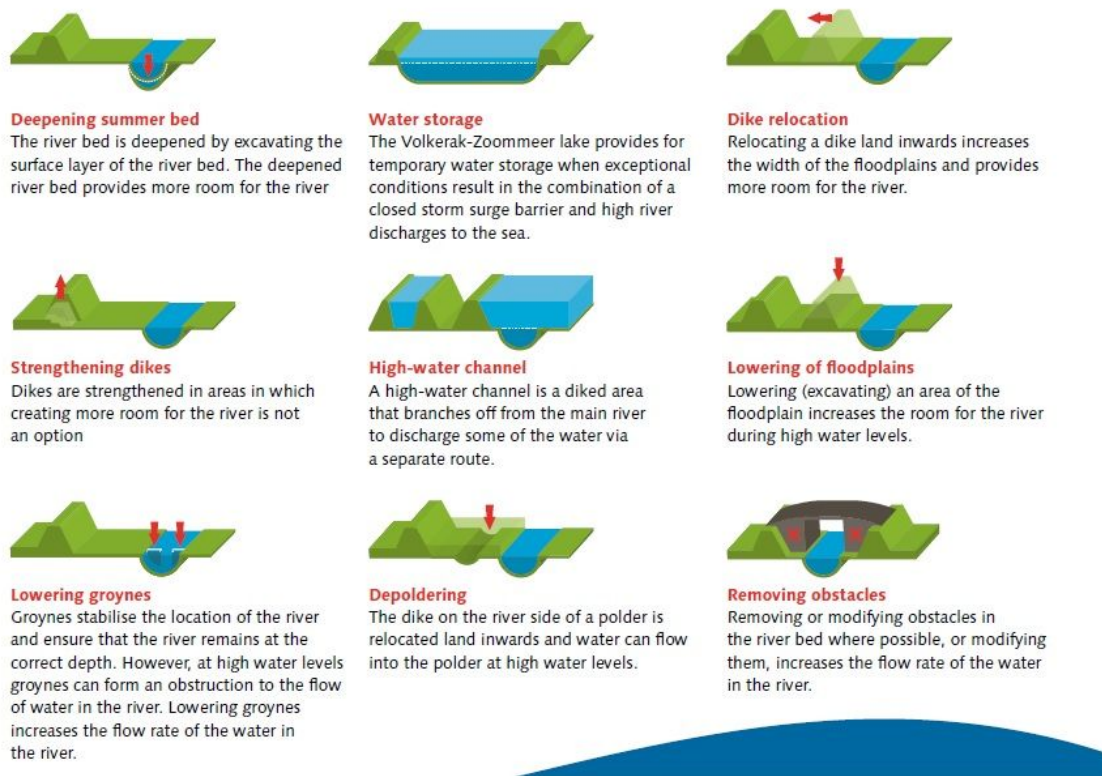 Deepening summer bed
The river bed is deepened by excavating the
surface layer of the river bed. The deepened
river bed provides more room for the river
Water storage
The Volkerak-Zoommeer lake provides for
temporary water storage when exceptional
conditions result in the combination of a
closed storm surge barrier and high river
discharges to the sea.
Dike relocation
Relocating a dike land inwards increases
the width of the floodplains and provides
more room for the river.
Strengthening dikes
Dikes are strengthened in areas in which
creating more room for the river is not
an option
High-water channel
A high-water channel is a diked area
that branches off from the main river
to discharge some of the water via
a separate route.
Lowering of floodplains
Lowering (excavating) an area of the
floodplain increases the room for the river
during high water levels.
Lowering groynes
Groynes stabilise the location of the river
and ensure that the river remains at the
correct depth. However, at high water levels
groynes can form an obstruction to the flow
of water in the river. Lowering groynes
increases the flow rate of the water in
the river.
Depoldering
The dike on the river side of a polder is
relocated land inwards and water can flow
into the polder at high water levels.
Removing obstacles
Removing or modifying obstacles in
the river bed where possible, or modifying
them, increases the flow rate of the water
in the river.